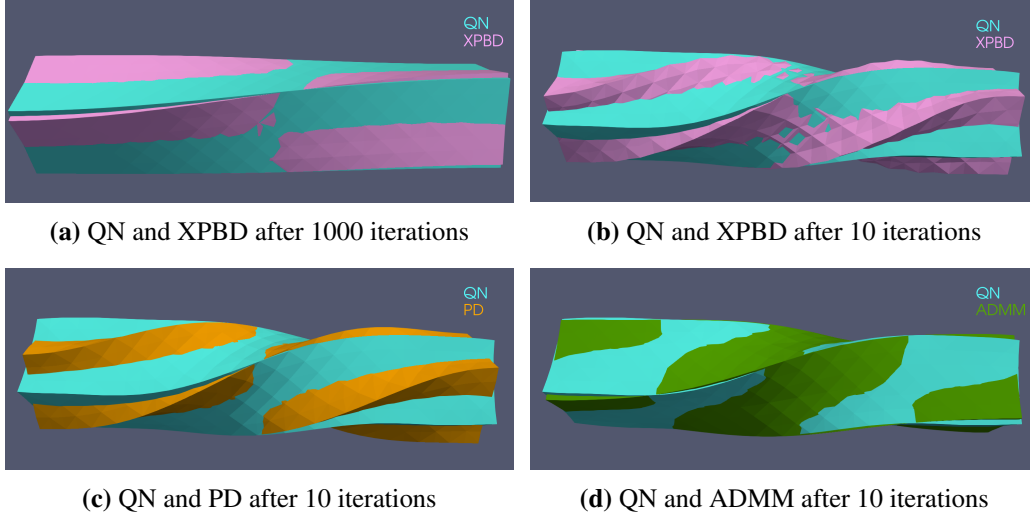 QN
XPBD
QN
XPBD
(a) QN and XPBD after 1000 iterations
(b) QN and XPBD after 10 iterations
QN
PD
QN
ADMM
(c) QN and PD after 10 iterations
(d) QN and ADMM after 10 iterations